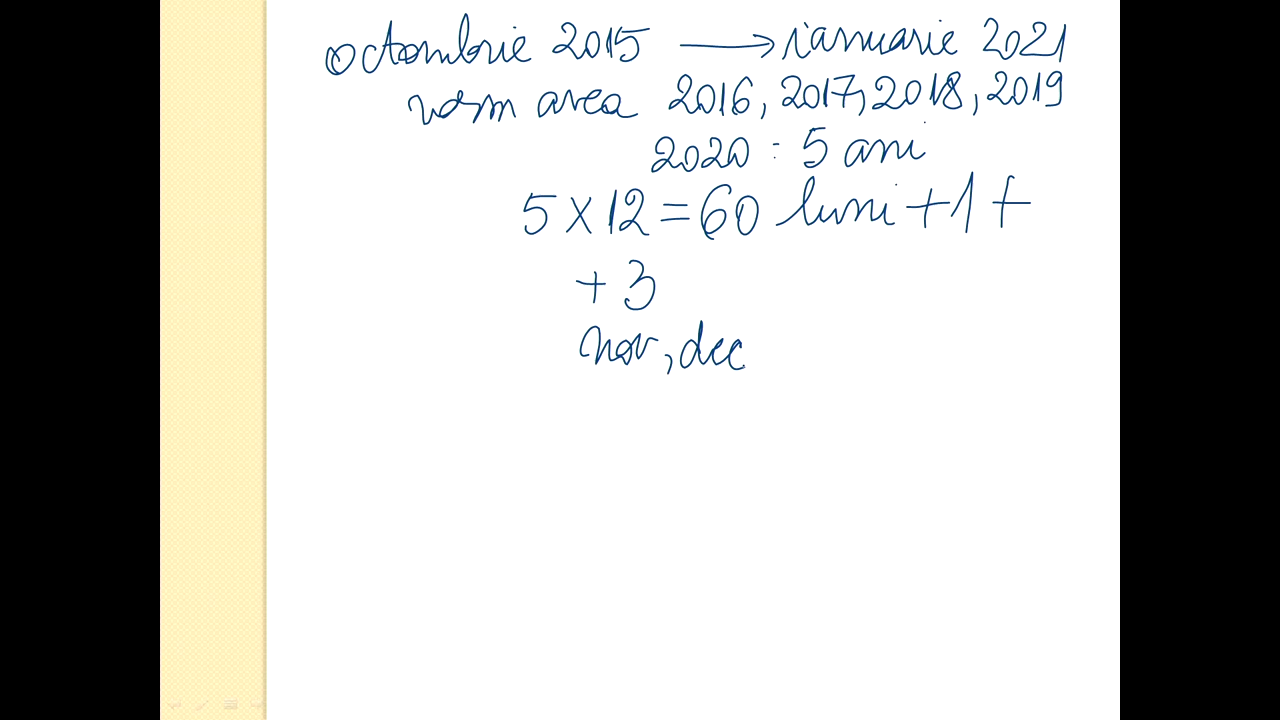 octombrie 2015 → ianuarie 2021
vom avea 2016, 2017, 2018, 2019
2020 : 5 ani
5 x 12 = 60 luni + 1 +
+ 3
nov, dec